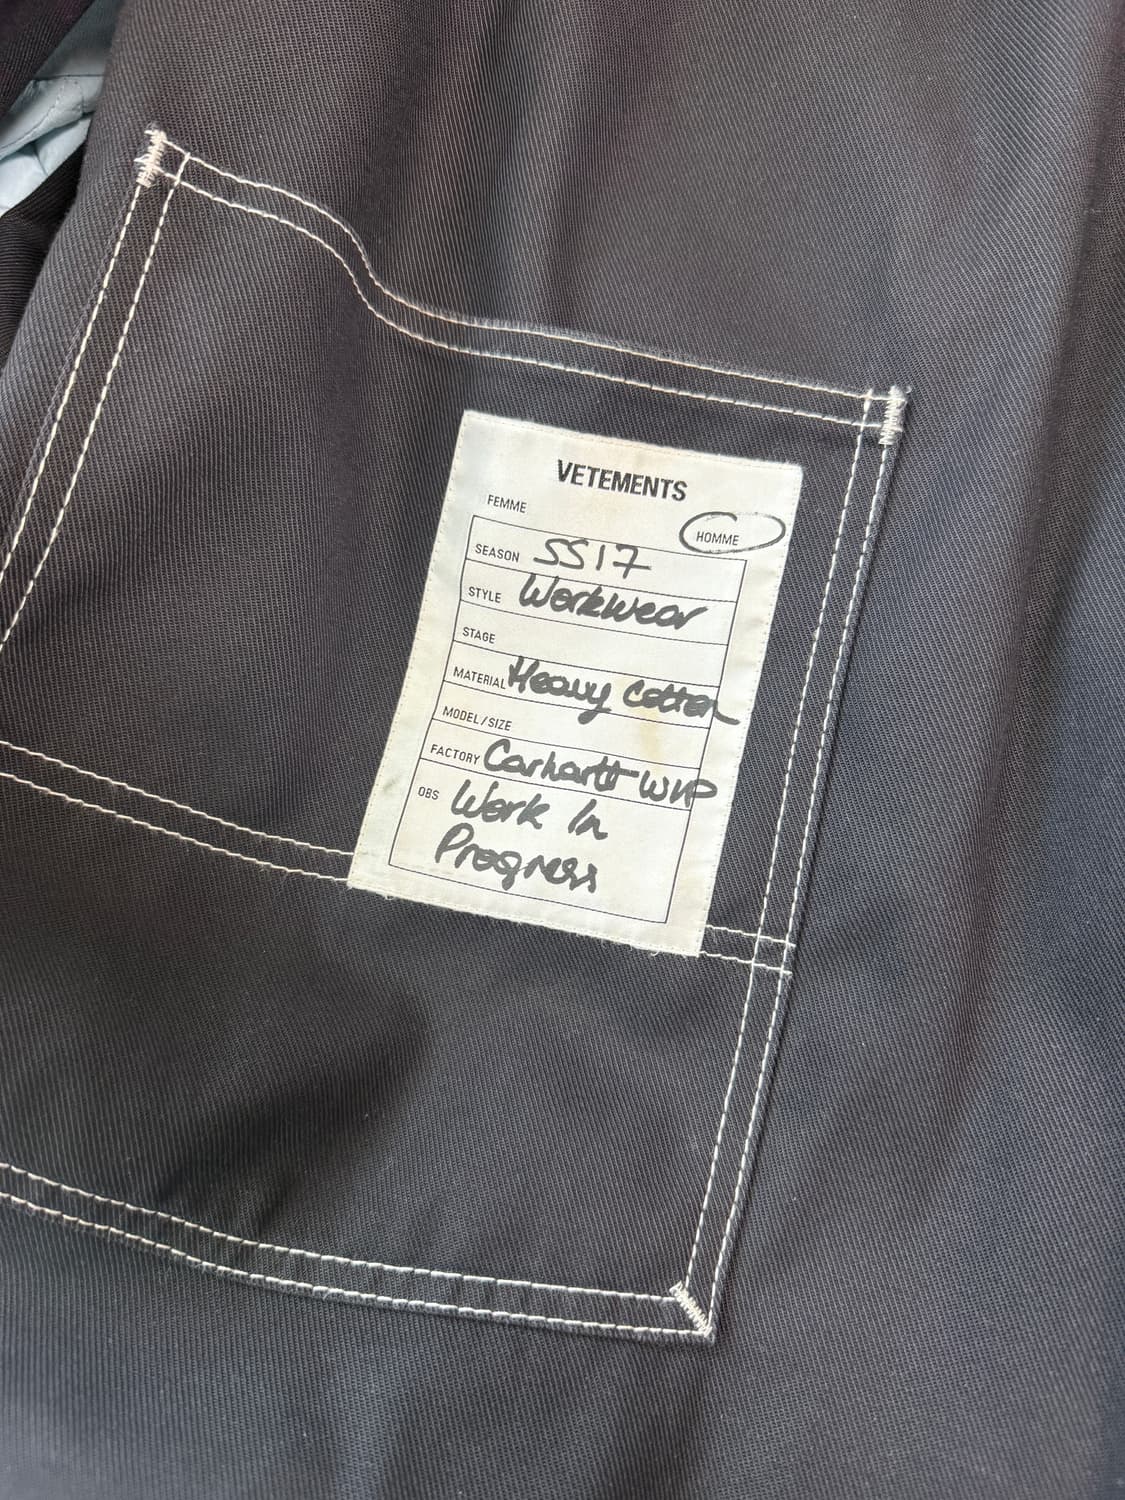 VETEMENTS
FEMME HOMME
SEASON SS17
STYLE Workwear
STAGE
MATERIAL Heavy cotton
MODEL/SIZE
FACTORY Carhartt WIP
OBS Work In
Progress